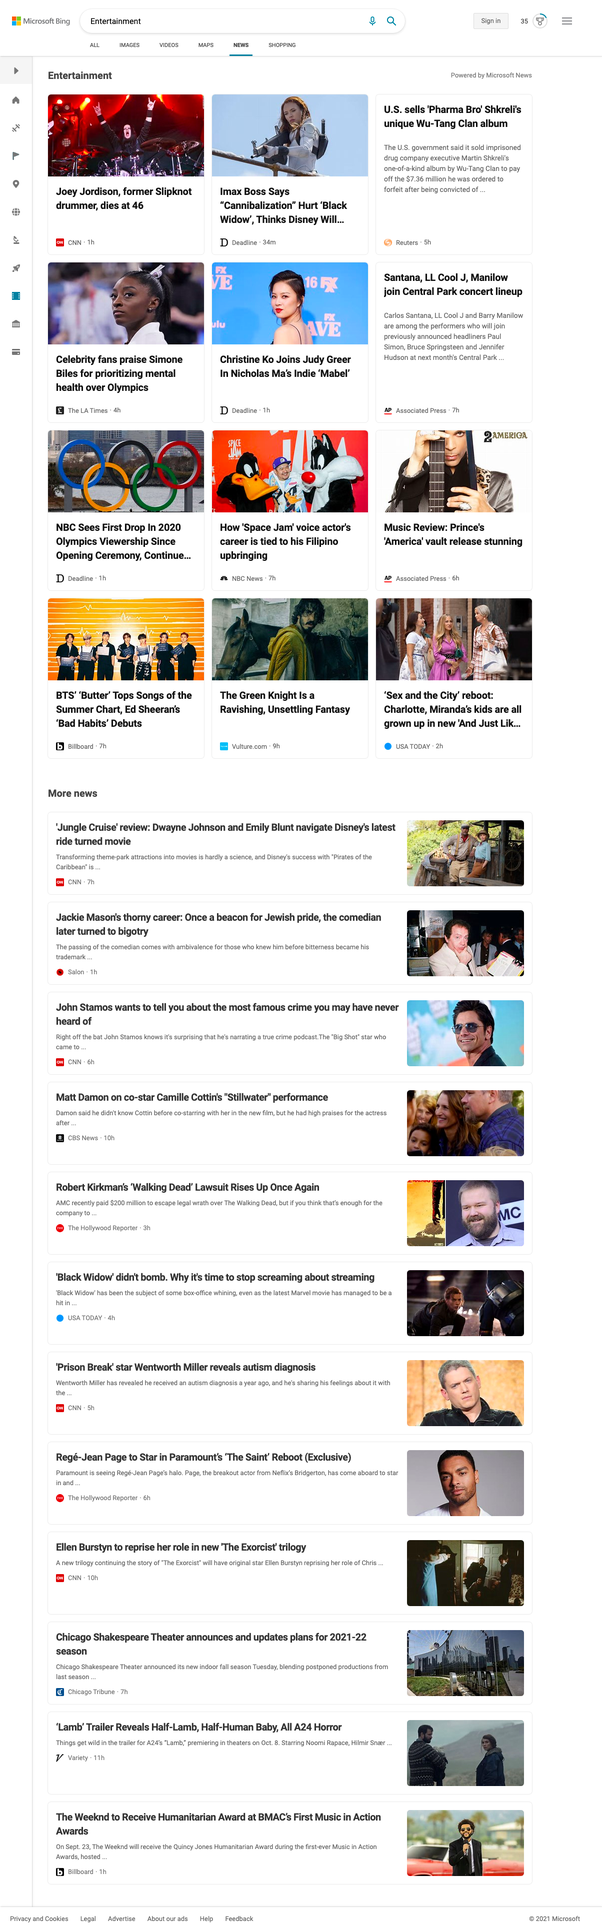 Microsoft Bing
Entertainment
Sign in
35
ALL
IMAGES
VIDEOS
MAPS
NEWS
SHOPPING
Entertainment
Powered by Microsoft News
Joey Jordison, former Slipknot
drummer, dies at 46
CNN · 1h
Imax Boss Says
“Cannibalization” Hurt ‘Black
Widow’, Thinks Disney Will...
Deadline · 34m
U.S. sells 'Pharma Bro' Shkreli's
unique Wu-Tang Clan album
The U.S. government said it sold imprisoned
drug company executive Martin Shkreli's
one-of-a-kind album by Wu-Tang Clan to pay
off the $7.36 million he was ordered to
forfeit after being convicted of ...
Reuters · 5h
Celebrity fans praise Simone
Biles for prioritizing mental
health over Olympics
The LA Times · 4h
FX
VE
ulu
16 FX
AVE
Christine Ko Joins Judy Greer
In Nicholas Ma’s Indie ‘Mabel’
Deadline · 1h
Santana, LL Cool J, Manilow
join Central Park concert lineup
Carlos Santana, LL Cool J and Barry Manilow
are among the performers who will join
previously announced headliners Paul
Simon, Bruce Springsteen and Jennifer
Hudson at next month's Central Park ...
AP
Associated Press · 7h
NBC Sees First Drop In 2020
Olympics Viewership Since
Opening Ceremony, Continue...
Deadline · 1h
SPACE
JAM
How 'Space Jam' voice actor's
career is tied to his Filipino
upbringing
NBC News · 7h
2 AMERICA
Music Review: Prince's
'America' vault release stunning
AP
Associated Press · 6h
BTS’ ‘Butter’ Tops Songs of the
Summer Chart, Ed Sheeran’s
‘Bad Habits’ Debuts
Billboard · 7h
The Green Knight Is a
Ravishing, Unsettling Fantasy
Vulture.com · 9h
‘Sex and the City’ reboot:
Charlotte, Miranda’s kids are all
grown up in new 'And Just Lik...
USA TODAY · 2h
More news
'Jungle Cruise' review: Dwayne Johnson and Emily Blunt navigate Disney's latest
ride turned movie
Transforming theme-park attractions into movies is hardly a science, and Disney's success with "Pirates of the
Caribbean" is ...
CNN · 7h
Jackie Mason's thorny career: Once a beacon for Jewish pride, the comedian
later turned to bigotry
The passing of the comedian comes with ambivalence for those who knew him before bitterness became his
trademark ...
Salon · 1h
John Stamos wants to tell you about the most famous crime you may have never
heard of
Right off the bat John Stamos knows it's surprising that he's narrating a true crime podcast.The "Big Shot" star who
came to ...
CNN · 6h
Matt Damon on co-star Camille Cottin's "Stillwater" performance
Damon said he didn't know Cottin before co-starring with her in the new film, but he had high praises for the actress
after ...
CBS News · 10h
Robert Kirkman’s ‘Walking Dead’ Lawsuit Rises Up Once Again
AMC recently paid $200 million to escape legal wrath over The Walking Dead, but if you think that's enough for the
company to ...
The Hollywood Reporter · 3h
MC
'Black Widow' didn't bomb. Why it's time to stop screaming about streaming
'Black Widow' has been the subject of some box-office whining, even as the latest Marvel movie has managed to be a
hit in ...
USA TODAY · 4h
'Prison Break' star Wentworth Miller reveals autism diagnosis
Wentworth Miller has revealed he received an autism diagnosis a year ago, and he's sharing his feelings about it with
the ...
CNN · 5h
Regé-Jean Page to Star in Paramount’s ‘The Saint’ Reboot (Exclusive)
Paramount is seeing Regé-Jean Page's halo. Page, the breakout actor from Neflix's Bridgerton, has come aboard to star
in and ...
The Hollywood Reporter · 6h
Ellen Burstyn to reprise her role in new 'The Exorcist' trilogy
A new trilogy continuing the story of "The Exorcist" will have original star Ellen Burstyn reprising her role of Chris ...
CNN · 10h
Chicago Shakespeare Theater announces and updates plans for 2021-22
season
Chicago Shakespeare Theater announced its new indoor fall season Tuesday, blending postponed productions from
last season ...
Chicago Tribune · 7h
‘Lamb’ Trailer Reveals Half-Lamb, Half-Human Baby, All A24 Horror
Things get wild in the trailer for A24's "Lamb," premiering in theaters on Oct. 8. Starring Noomi Rapace, Hilmir Snær ...
Variety · 11h
The Weeknd to Receive Humanitarian Award at BMAC’s First Music in Action
Awards
On Sept. 23, The Weeknd will receive the Quincy Jones Humanitarian Award during the first-ever Music in Action
Awards, hosted ...
Billboard · 1h
Privacy and Cookies
Legal
Advertise
About our ads
Help
Feedback
© 2021 Microsoft